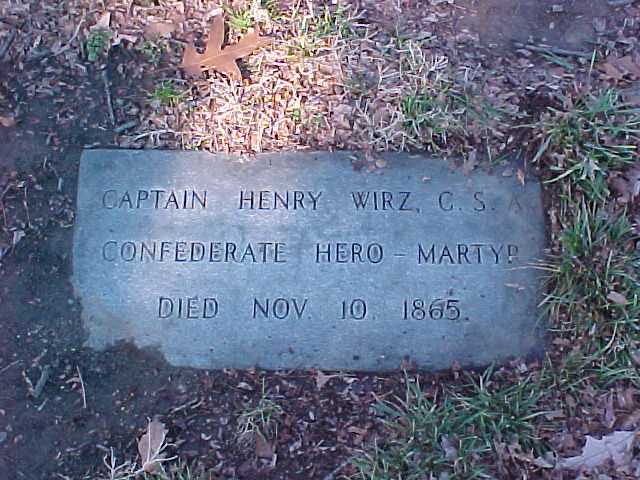 CAPTAIN HENRY WIRZ, C. S. A
CONFEDERATE HERO – MARTYR
DIED NOV. 10, 1865.